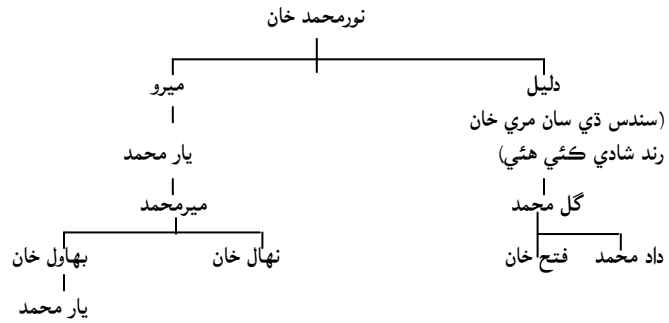 نورمحمد خان
دليل
ميرو
(سندس ڌي سان مري خان
رند شادي ڪئي هئي)
يار محمد
گل محمد
ميرمحمد
داد محمد
فتح خان
نهال خان
بهاول خان
يار محمد